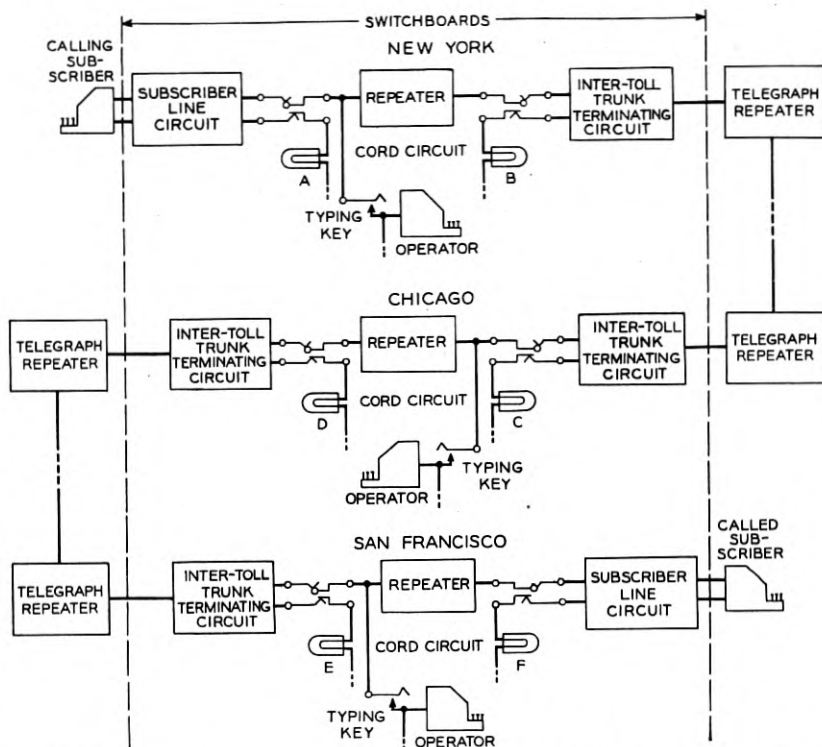 SWITCHBOARDS
NEW YORK
CALLING
SUB-
SCRIBER
SUBSCRIBER
LINE
CIRCUIT
REPEATER
INTER-TOLL
TRUNK
TERMINATING
CIRCUIT
TELEGRAPH
REPEATER
CORD CIRCUIT
A
B
TYPING
KEY
OPERATOR
CHICAGO
TELEGRAPH
REPEATER
INTER-TOLL
TRUNK
TERMINATING
CIRCUIT
REPEATER
INTER-TOLL
TRUNK
TERMINATING
CIRCUIT
TELEGRAPH
REPEATER
CORD CIRCUIT
D
C
OPERATOR
TYPING
KEY
SAN FRANCISCO
CALLED
SUB-
SCRIBER
TELEGRAPH
REPEATER
INTER-TOLL
TRUNK
TERMINATING
CIRCUIT
REPEATER
SUBSCRIBER
LINE
CIRCUIT
CORD CIRCUIT
E
F
TYPING
KEY
OPERATOR